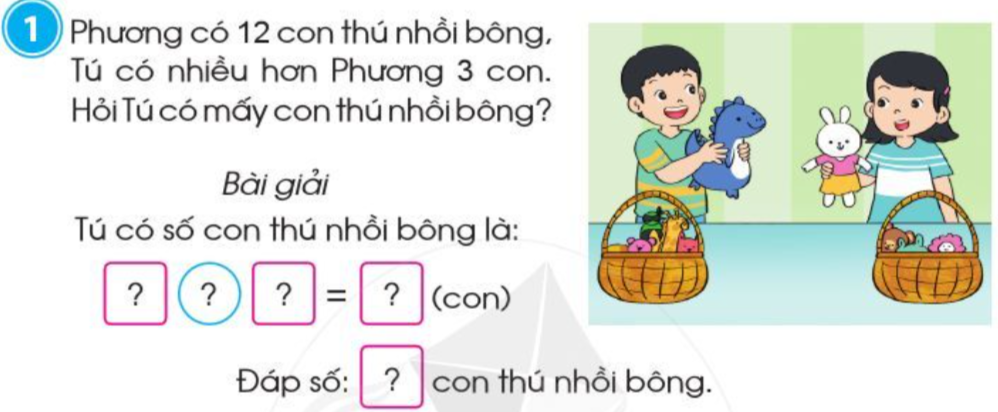 1 Phương có 12 con thú nhồi bông,
Tú có nhiều hơn Phương 3 con.
Hỏi Tú có mấy con thú nhồi bông?
Bài giải
Tú có số con thú nhồi bông là:
? ? ? = ? (con)
Đáp số: ? con thú nhồi bông.